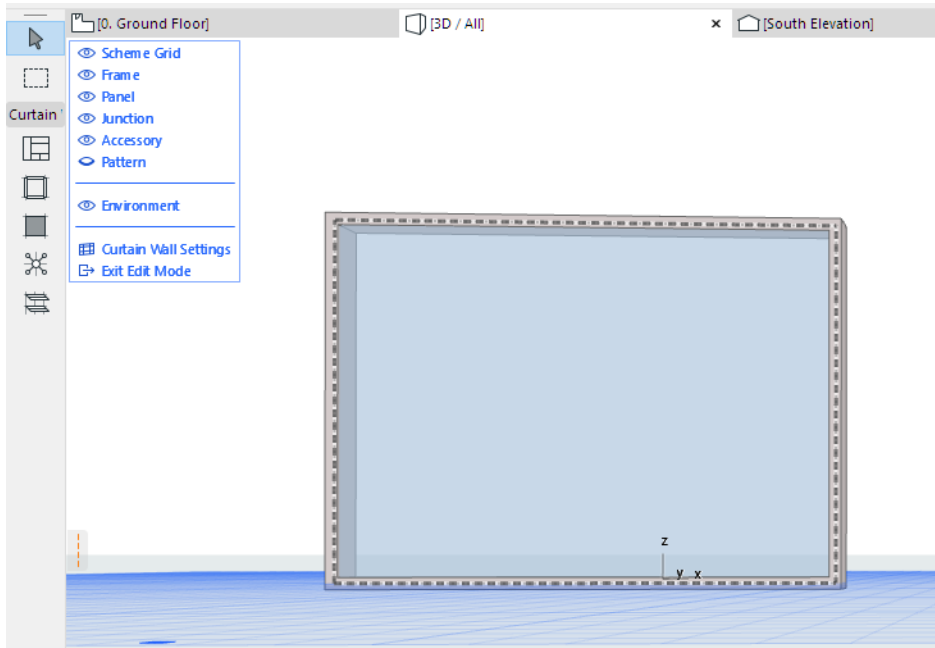 [0. Ground Floor]
[3D / All]
[South Elevation]
Scheme Grid
Frame
Panel
Junction
Accessory
Pattern
Environment
Curtain Wall Settings
Exit Edit Mode
Curtain
z
y x